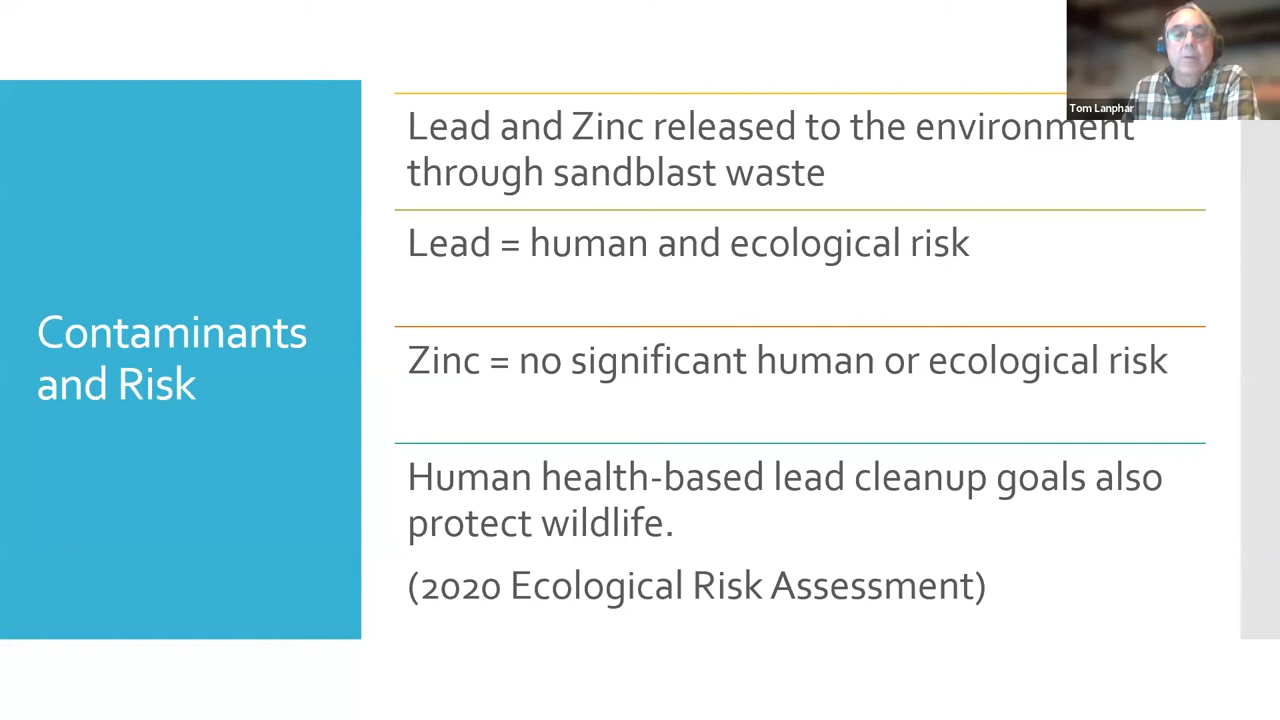 Contaminants
and Risk
Lead and Zinc released to the environment
through sandblast waste
Lead = human and ecological risk
Zinc = no significant human or ecological risk
Human health-based lead cleanup goals also
protect wildlife.
(2020 Ecological Risk Assessment)
Tom Lanphar